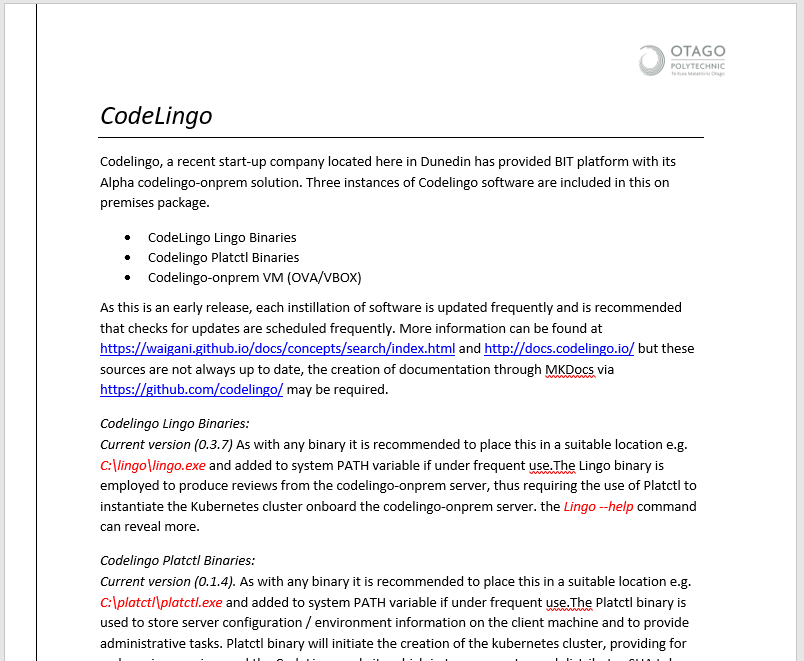 OTAGO
POLYTECHNIC
CodeLingo
Codelingo, a recent start-up company located here in Dunedin has provided BIT platform with its
Alpha codelingo-onprem solution. Three instances of Codelingo software are included in this on
premises package.
• CodeLingo Lingo Binaries
• Codelingo Platctl Binaries
• Codelingo-onprem VM (OVA/VBOX)
As this is an early release, each instillation of software is updated frequently and is recommended
that checks for updates are scheduled frequently. More information can be found at
https://waigani.github.io/docs/concepts/search/index.html and http://docs.codelingo.io/ but these
sources are not always up to date, the creation of documentation through MKDocs via
https://github.com/codelingo/ may be required.
Codelingo Lingo Binaries:
Current version (0.3.7) As with any binary it is recommended to place this in a suitable location e.g.
C:\lingo\lingo.exe and added to system PATH variable if under frequent use.The Lingo binary is
employed to produce reviews from the codelingo-onprem server, thus requiring the use of Platctl to
instantiate the Kubernetes cluster onboard the codelingo-onprem server. the Lingo --help command
can reveal more.
Codelingo Platctl Binaries:
Current version (0.1.4). As with any binary it is recommended to place this in a suitable location e.g.
C:\platctl\platctl.exe and added to system PATH variable if under frequent use.The Platctl binary is
used to store server configuration / environment information on the client machine and to provide
administrative tasks. Platctl binary will initiate the creation of the kubernetes cluster, providing for